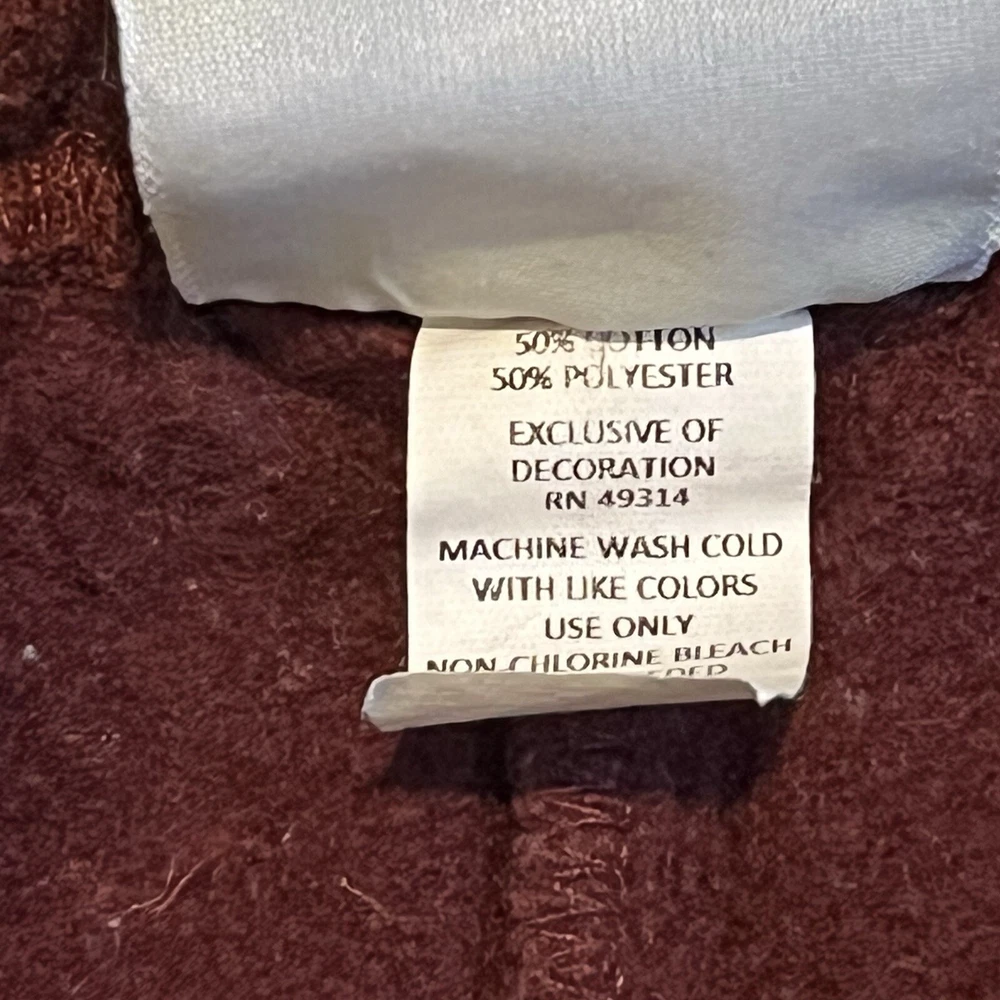 50% COTTON
50% POLYESTER
EXCLUSIVE OF
DECORATION
RN 49314
MACHINE WASH COLD
WITH LIKE COLORS
USE ONLY
NON CHLORINE BLEACH